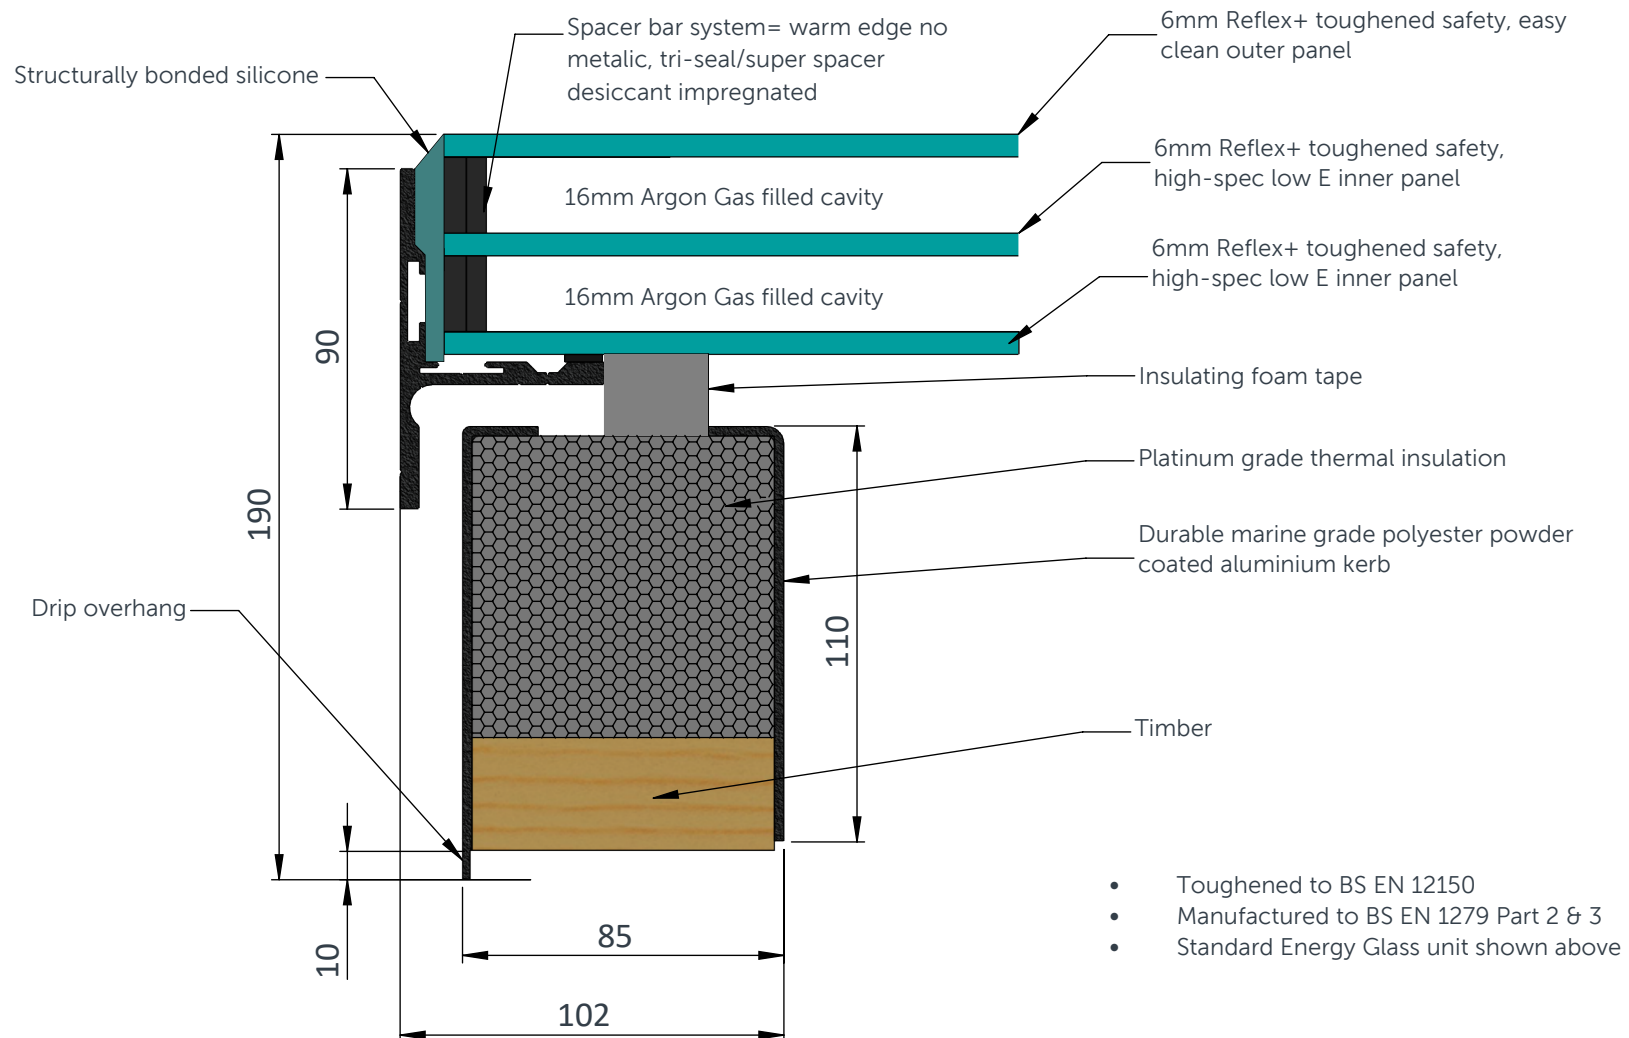 Spacer bar system= warm edge no
metalic, tri-seal/super spacer
desiccant impregnated
6mm Reflex+ toughened safety, easy
clean outer panel
Structurally bonded silicone
6mm Reflex+ toughened safety,
high-spec low E inner panel
16mm Argon Gas filled cavity
6mm Reflex+ toughened safety,
high-spec low E inner panel
16mm Argon Gas filled cavity
90
Insulating foam tape
Platinum grade thermal insulation
190
Durable marine grade polyester powder
coated aluminium kerb
Drip overhang
110
Timber
• Toughened to BS EN 12150
• Manufactured to BS EN 1279 Part 2 & 3
• Standard Energy Glass unit shown above
85
10
102